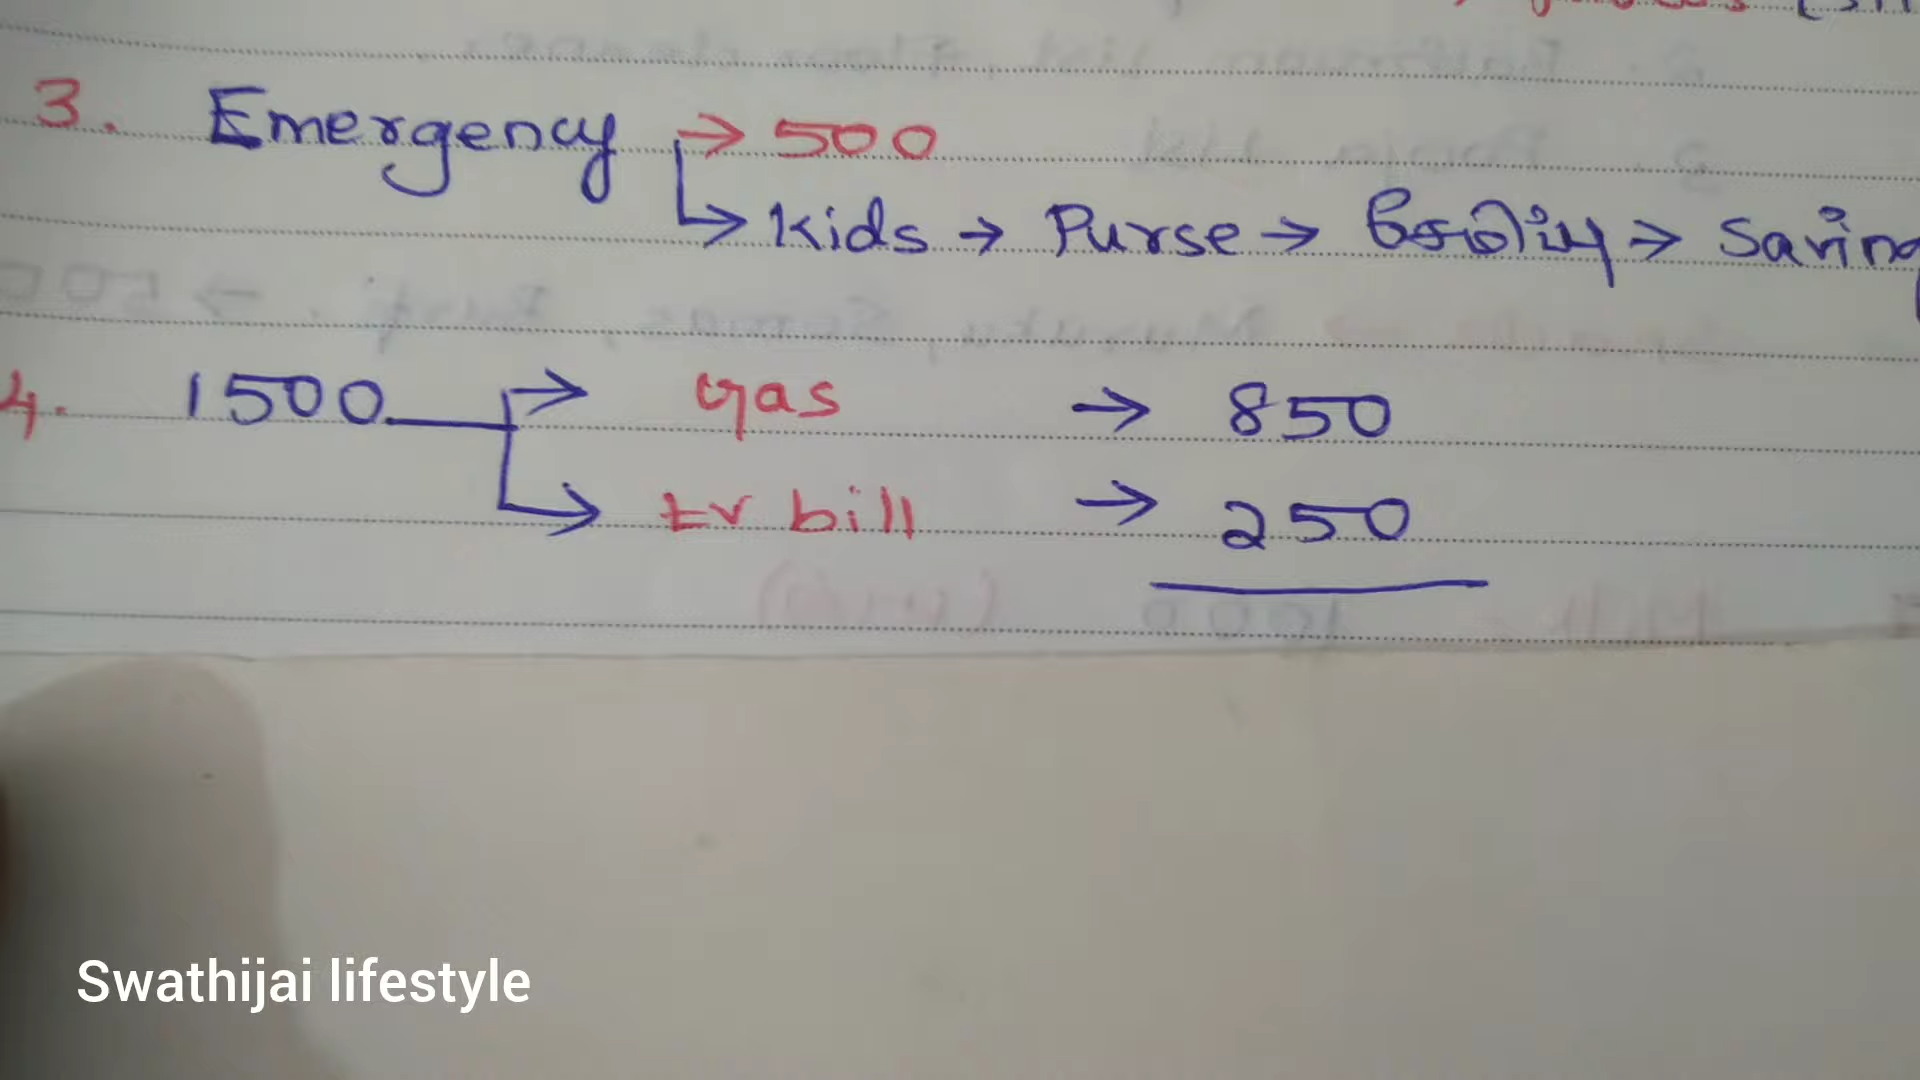 3. Emergency → 500
→ Kids → Purse → சேமிப்பு → Saving
4. 1500 → Gas → 850
→ tv bill → 250
Swathijai lifestyle